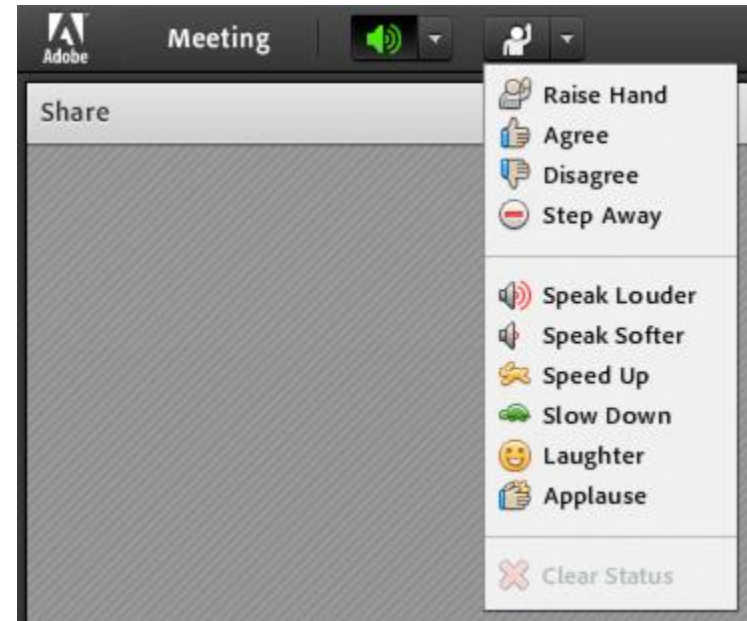 Adobe
Meeting
Share
Raise Hand
Agree
Disagree
Step Away
Speak Louder
Speak Softer
Speed Up
Slow Down
Laughter
Applause
Clear Status